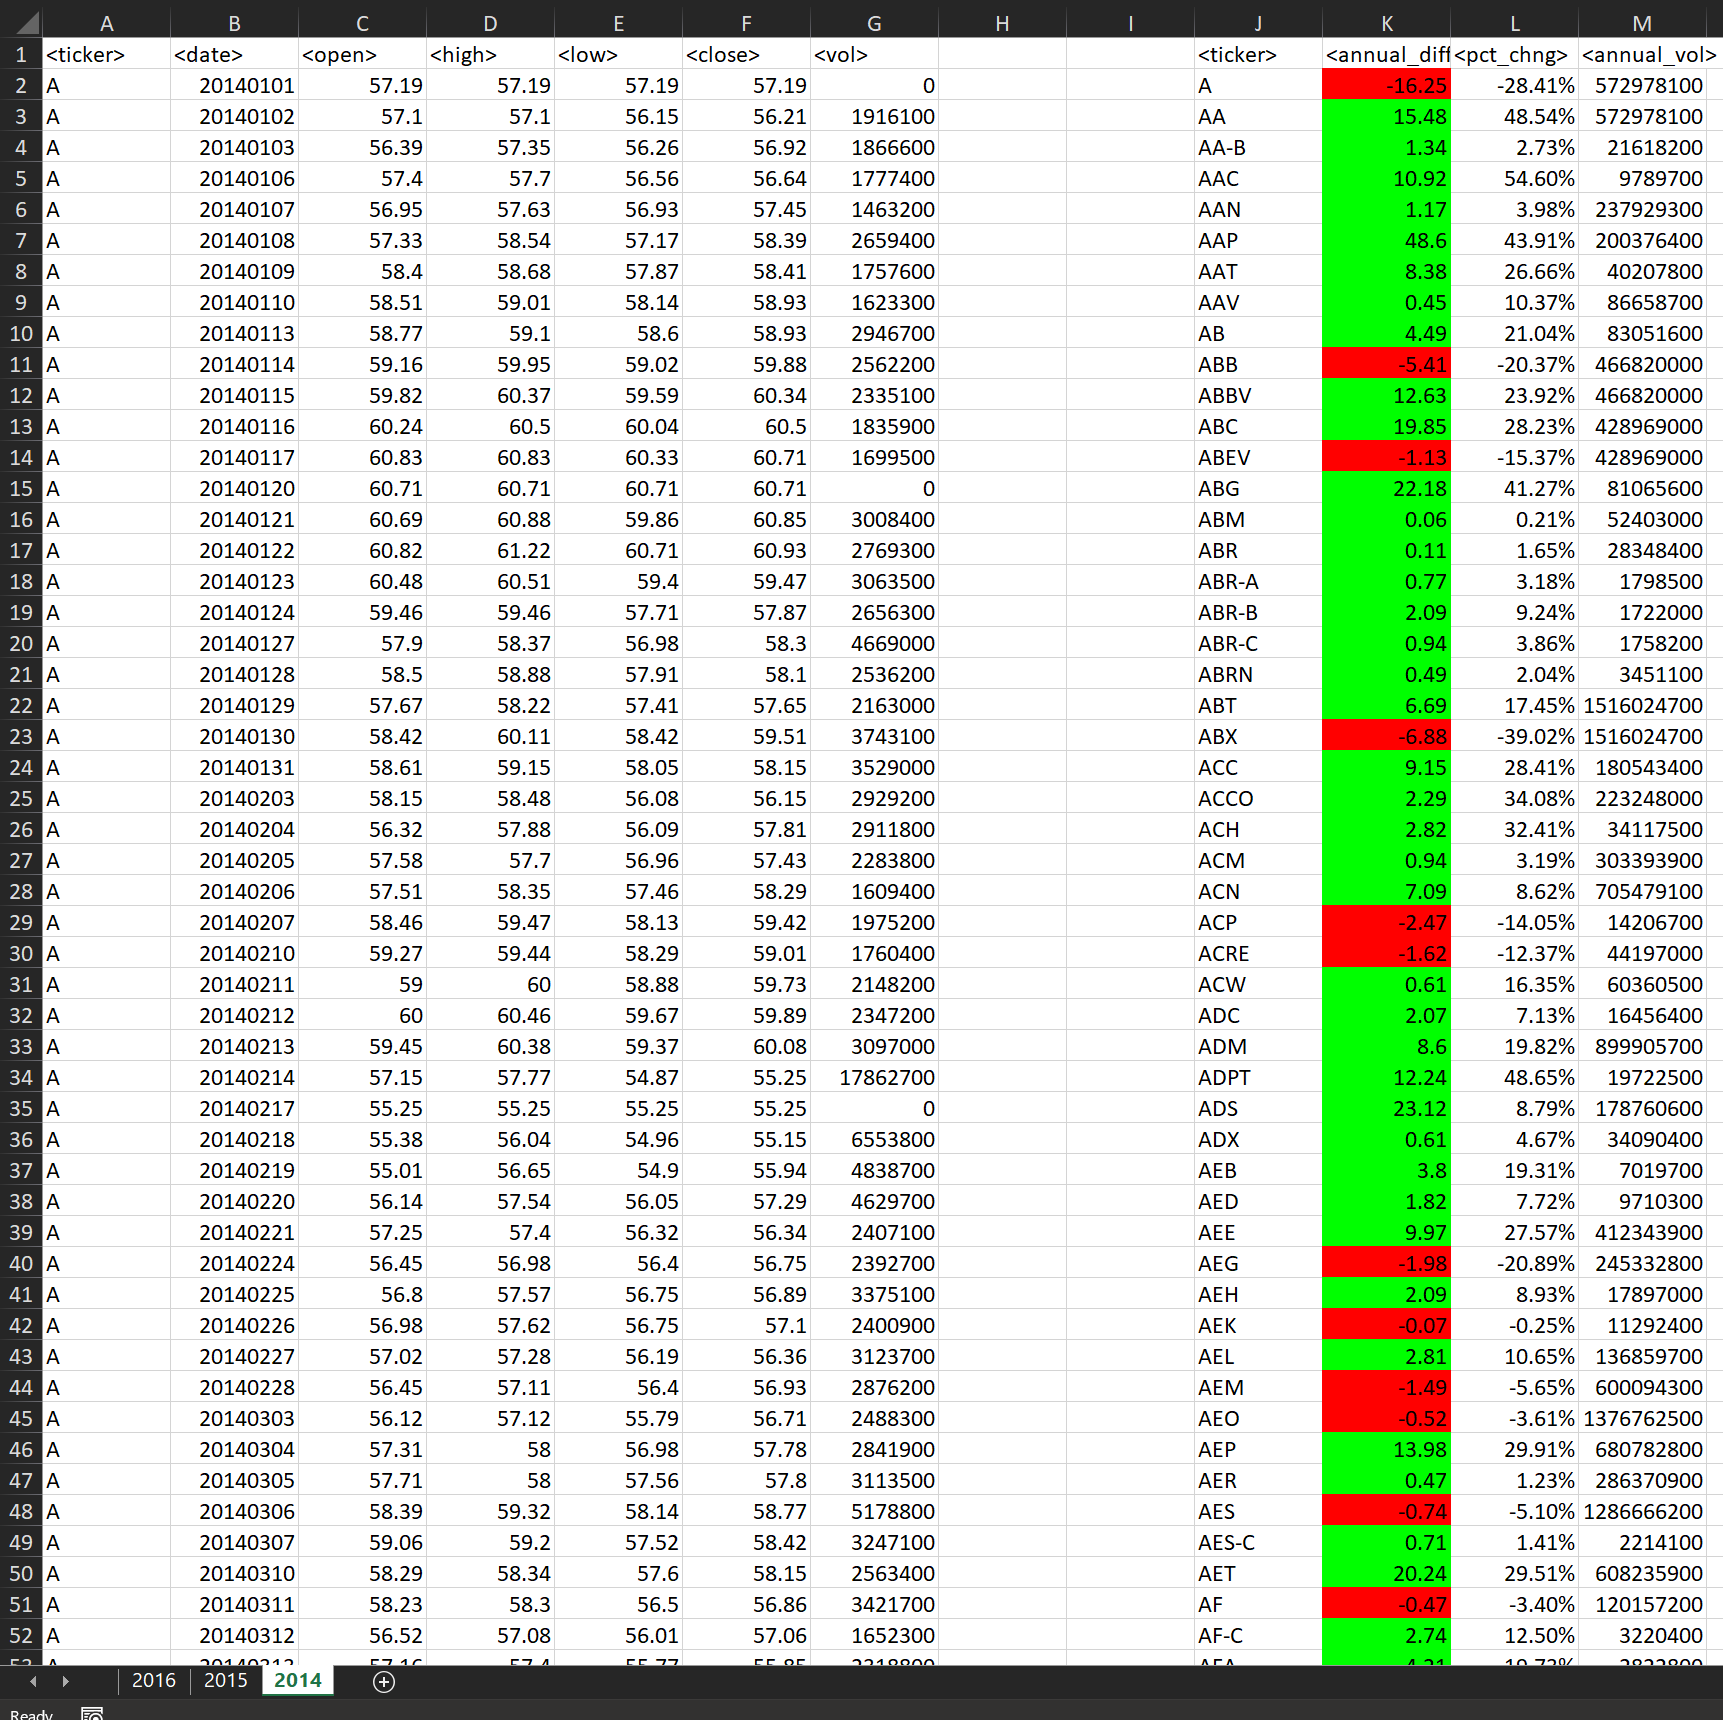 A B C D E F G H I J K L M
1 <ticker> <date> <open> <high> <low> <close> <vol> <ticker> <annual_diff <pct_chng> <annual_vol>
2 A 20140101 57.19 57.19 57.19 57.19 0 A -16.25 -28.41% 572978100
3 A 20140102 57.1 57.1 56.15 56.21 1916100 AA 15.48 48.54% 572978100
4 A 20140103 56.39 57.35 56.26 56.92 1866600 AA-B 1.34 2.73% 21618200
5 A 20140106 57.4 57.7 56.56 56.64 1777400 AAC 10.92 54.60% 9789700
6 A 20140107 56.95 57.63 56.93 57.45 1463200 AAN 1.17 3.98% 237929300
7 A 20140108 57.33 58.54 57.17 58.39 2659400 AAP 48.6 43.91% 200376400
8 A 20140109 58.4 58.68 57.87 58.41 1757600 AAT 8.38 26.66% 40207800
9 A 20140110 58.51 59.01 58.14 58.93 1623300 AAV 0.45 10.37% 86658700
10 A 20140113 58.77 59.1 58.6 58.93 2946700 AB 4.49 21.04% 83051600
11 A 20140114 59.16 59.95 59.02 59.88 2562200 ABB -5.41 -20.37% 466820000
12 A 20140115 59.82 60.37 59.59 60.34 2335100 ABBV 12.63 23.92% 466820000
13 A 20140116 60.24 60.5 60.04 60.5 1835900 ABC 19.85 28.23% 428969000
14 A 20140117 60.83 60.83 60.33 60.71 1699500 ABEV -1.13 -15.37% 428969000
15 A 20140120 60.71 60.71 60.71 60.71 0 ABG 22.18 41.27% 81065600
16 A 20140121 60.69 60.88 59.86 60.85 3008400 ABM 0.06 0.21% 52403000
17 A 20140122 60.82 61.22 60.71 60.93 2769300 ABR 0.11 1.65% 28348400
18 A 20140123 60.48 60.51 59.4 59.47 3063500 ABR-A 0.77 3.18% 1798500
19 A 20140124 59.46 59.46 57.71 57.87 2656300 ABR-B 2.09 9.24% 1722000
20 A 20140127 57.9 58.37 56.98 58.3 4669000 ABR-C 0.94 3.86% 1758200
21 A 20140128 58.5 58.88 57.91 58.1 2536200 ABRN 0.49 2.04% 3451100
22 A 20140129 57.67 58.22 57.41 57.65 2163000 ABT 6.69 17.45% 1516024700
23 A 20140130 58.42 60.11 58.42 59.51 3743100 ABX -6.88 -39.02% 1516024700
24 A 20140131 58.61 59.15 58.05 58.15 3529000 ACC 9.15 28.41% 180543400
25 A 20140203 58.15 58.48 56.08 56.15 2929200 ACCO 2.29 34.08% 223248000
26 A 20140204 56.32 57.88 56.09 57.81 2911800 ACH 2.82 32.41% 34117500
27 A 20140205 57.58 57.7 56.96 57.43 2283800 ACM 0.94 3.19% 303393900
28 A 20140206 57.51 58.35 57.46 58.29 1609400 ACN 7.09 8.62% 705479100
29 A 20140207 58.46 59.47 58.13 59.42 1975200 ACP -2.47 -14.05% 14206700
30 A 20140210 59.27 59.44 58.29 59.01 1760400 ACRE -1.62 -12.37% 44197000
31 A 20140211 59 60 58.88 59.73 2148200 ACW 0.61 16.35% 60360500
32 A 20140212 60 60.46 59.67 59.89 2347200 ADC 2.07 7.13% 16456400
33 A 20140213 59.45 60.38 59.37 60.08 3097000 ADM 8.6 19.82% 899905700
34 A 20140214 57.15 57.77 54.87 55.25 17862700 ADPT 12.24 48.65% 19722500
35 A 20140217 55.25 55.25 55.25 55.25 0 ADS 23.12 8.79% 178760600
36 A 20140218 55.38 56.04 54.96 55.15 6553800 ADX 0.61 4.67% 34090400
37 A 20140219 55.01 56.65 54.9 55.94 4838700 AEB 3.8 19.31% 7019700
38 A 20140220 56.14 57.54 56.05 57.29 4629700 AED 1.82 7.72% 9710300
39 A 20140221 57.25 57.4 56.32 56.34 2407100 AEE 9.97 27.57% 412343900
40 A 20140224 56.45 56.98 56.4 56.75 2392700 AEG -1.98 -20.89% 245332800
41 A 20140225 56.8 57.57 56.75 56.89 3375100 AEH 2.09 8.93% 17897000
42 A 20140226 56.98 57.62 56.75 57.1 2400900 AEK -0.07 -0.25% 11292400
43 A 20140227 57.02 57.28 56.19 56.36 3123700 AEL 2.81 10.65% 136859700
44 A 20140228 56.45 57.11 56.4 56.93 2876200 AEM -1.49 -5.65% 600094300
45 A 20140303 56.12 57.12 55.79 56.71 2488300 AEO -0.52 -3.61% 1376762500
46 A 20140304 57.31 58 56.98 57.78 2841900 AEP 13.98 29.91% 680782800
47 A 20140305 57.71 58 57.56 57.8 3113500 AER 0.47 1.23% 286370900
48 A 20140306 58.39 59.32 58.14 58.77 5178800 AES -0.74 -5.10% 1286666200
49 A 20140307 59.06 59.2 57.52 58.42 3247100 AES-C 0.71 1.41% 2214100
50 A 20140310 58.29 58.34 57.6 58.15 2563400 AET 20.24 29.51% 608235900
51 A 20140311 58.23 58.3 56.5 56.86 3421700 AF -0.47 -3.40% 120157200
52 A 20140312 56.52 57.08 56.01 57.06 1652300 AF-C 2.74 12.50% 3220400
2016 2015 2014
Ready